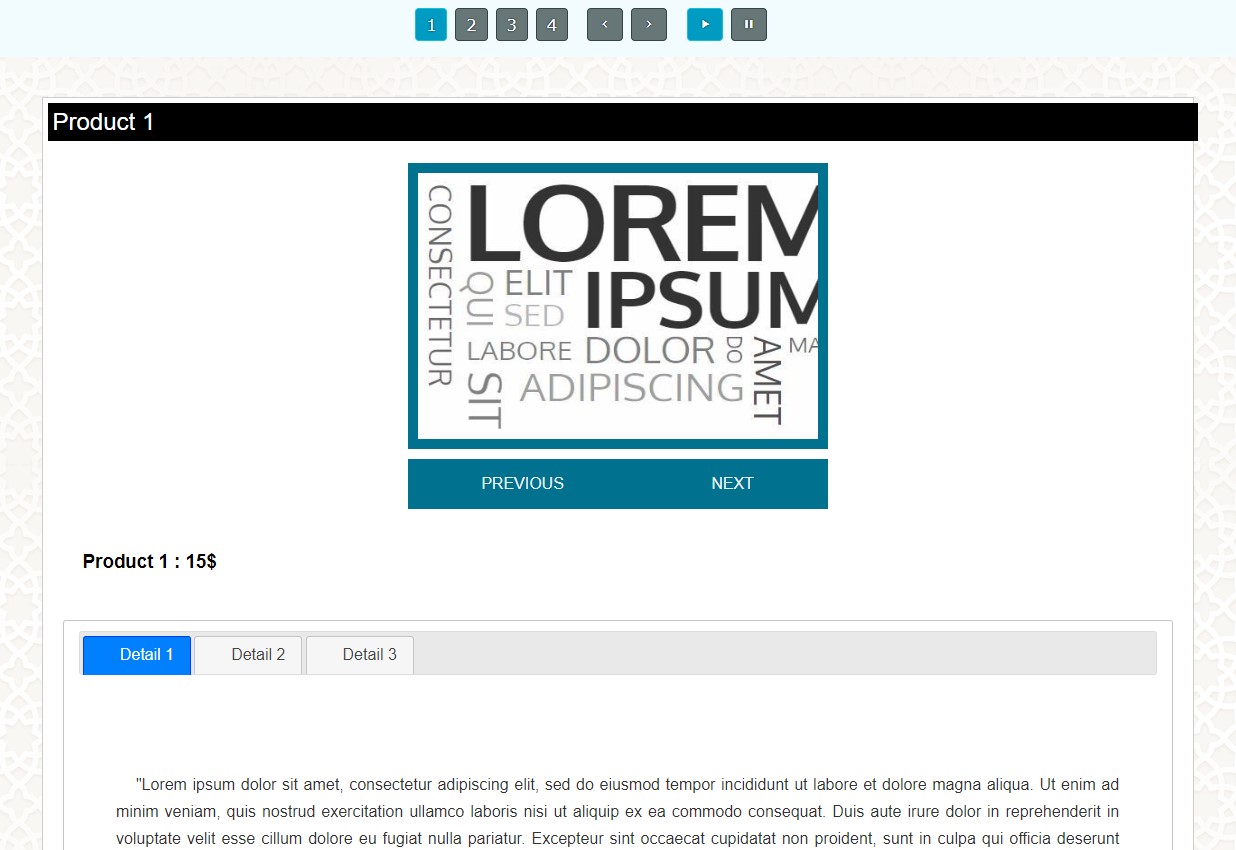 1 2 3 4 ‹ ›
Product 1
CONSECTETUR
LOREM
QUI
ELIT
SED
IPSUM
LABORE DOLOR
DO
AMET
MA
SIT
ADIPISCING
PREVIOUS NEXT
Product 1 : 15$
Detail 1 Detail 2 Detail 3
"Lorem ipsum dolor sit amet, consectetur adipiscing elit, sed do eiusmod tempor incididunt ut labore et dolore magna aliqua. Ut enim ad
minim veniam, quis nostrud exercitation ullamco laboris nisi ut aliquip ex ea commodo consequat. Duis aute irure dolor in reprehenderit in
voluptate velit esse cillum dolore eu fugiat nulla pariatur. Excepteur sint occaecat cupidatat non proident, sunt in culpa qui officia deserunt